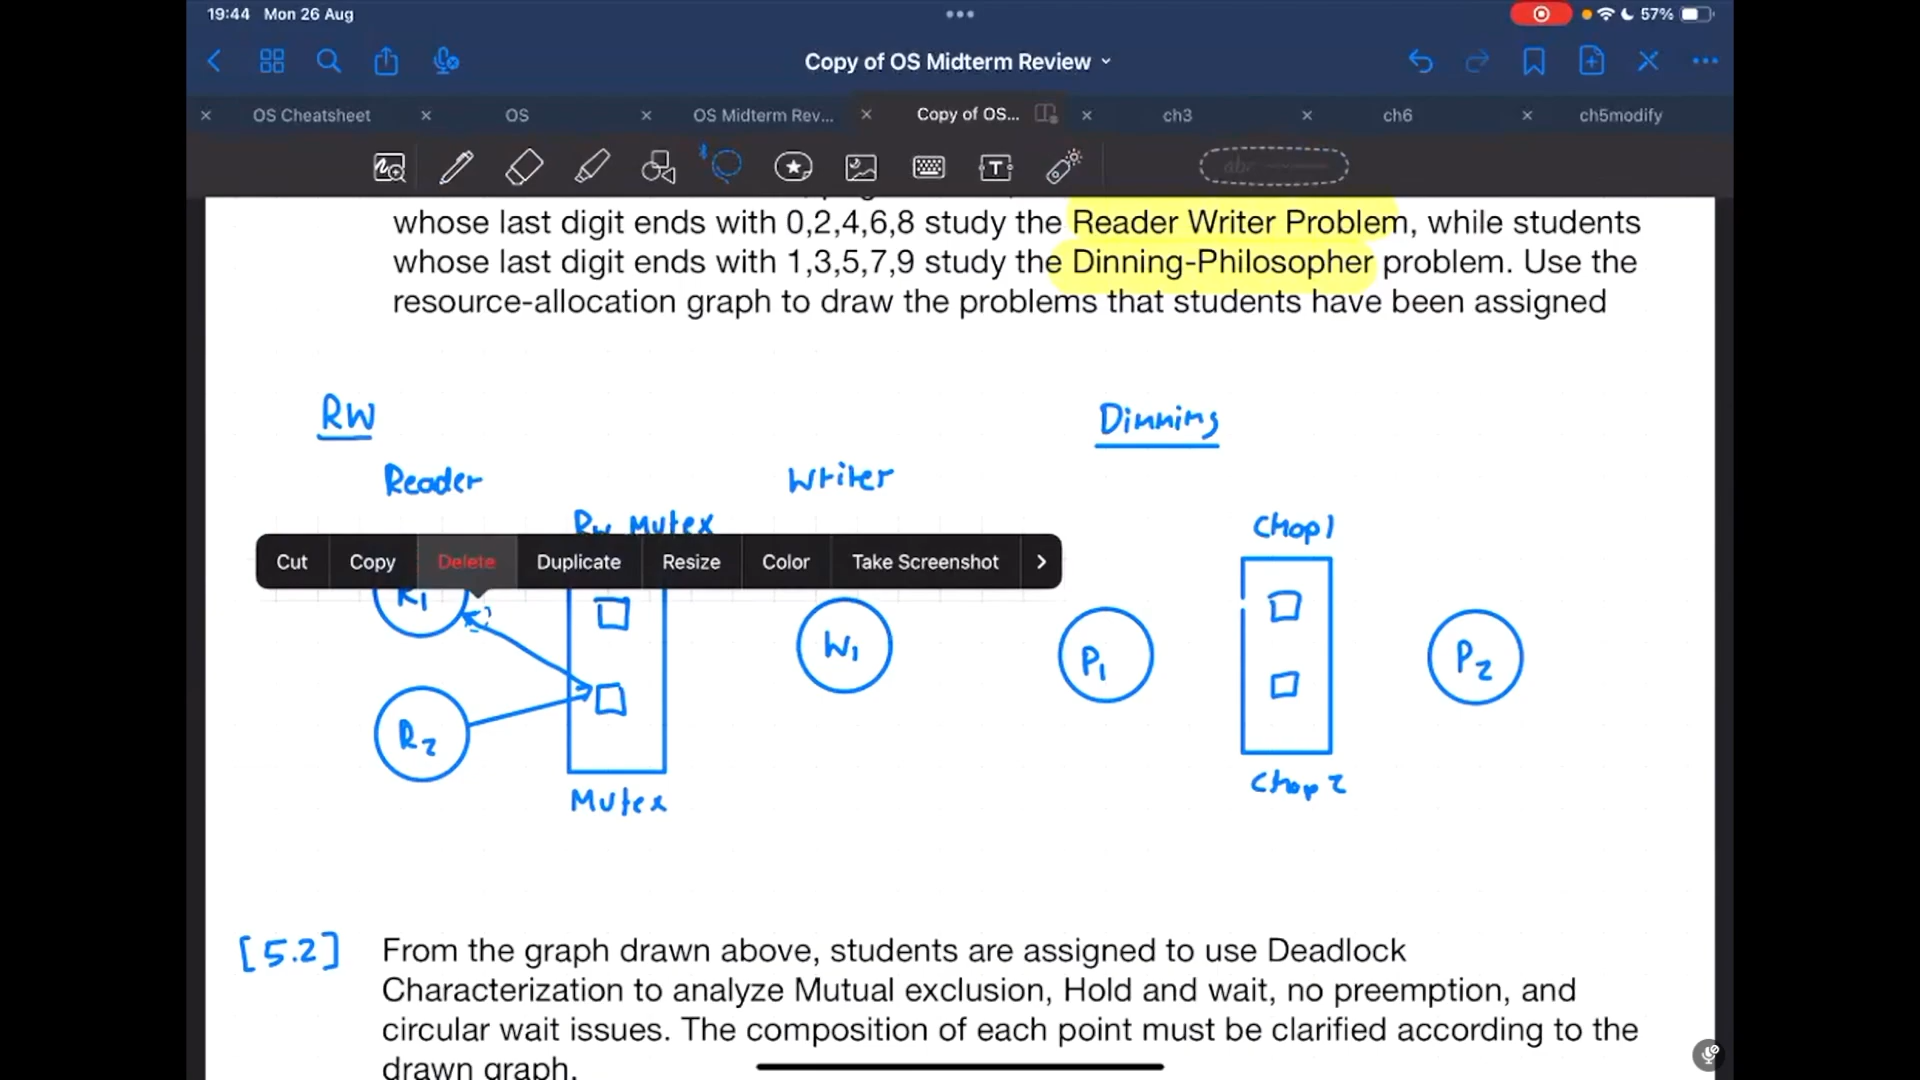 19:44 Mon 26 Aug
57%
Copy of OS Midterm Review
OS Cheatsheet
OS
OS Midterm Rev...
Copy of OS...
ch3
ch6
ch5modify
T
abc
whose last digit ends with 0,2,4,6,8 study the Reader Writer Problem, while students
whose last digit ends with 1,3,5,7,9 study the Dinning-Philosopher problem. Use the
resource-allocation graph to draw the problems that students have been assigned
RW
Dinning
Reader
Writer
Rw Mutex
Chop1
Cut
Copy
Delete
Duplicate
Resize
Color
Take Screenshot
R1
W1
P1
P2
R2
Mutex
Chop2
[5.2] From the graph drawn above, students are assigned to use Deadlock
Characterization to analyze Mutual exclusion, Hold and wait, no preemption, and
circular wait issues. The composition of each point must be clarified according to the
drawn graph.